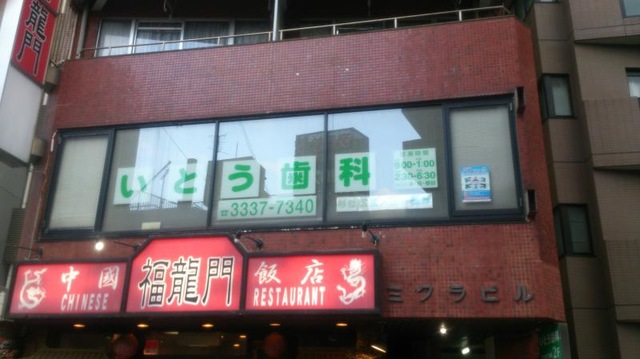 龍門
いとう歯科
☎3337-7340
9:00-1:00
2:30-6:30
中國
CHINESE
福龍門
飯店
RESTAURANT
ミクラビル